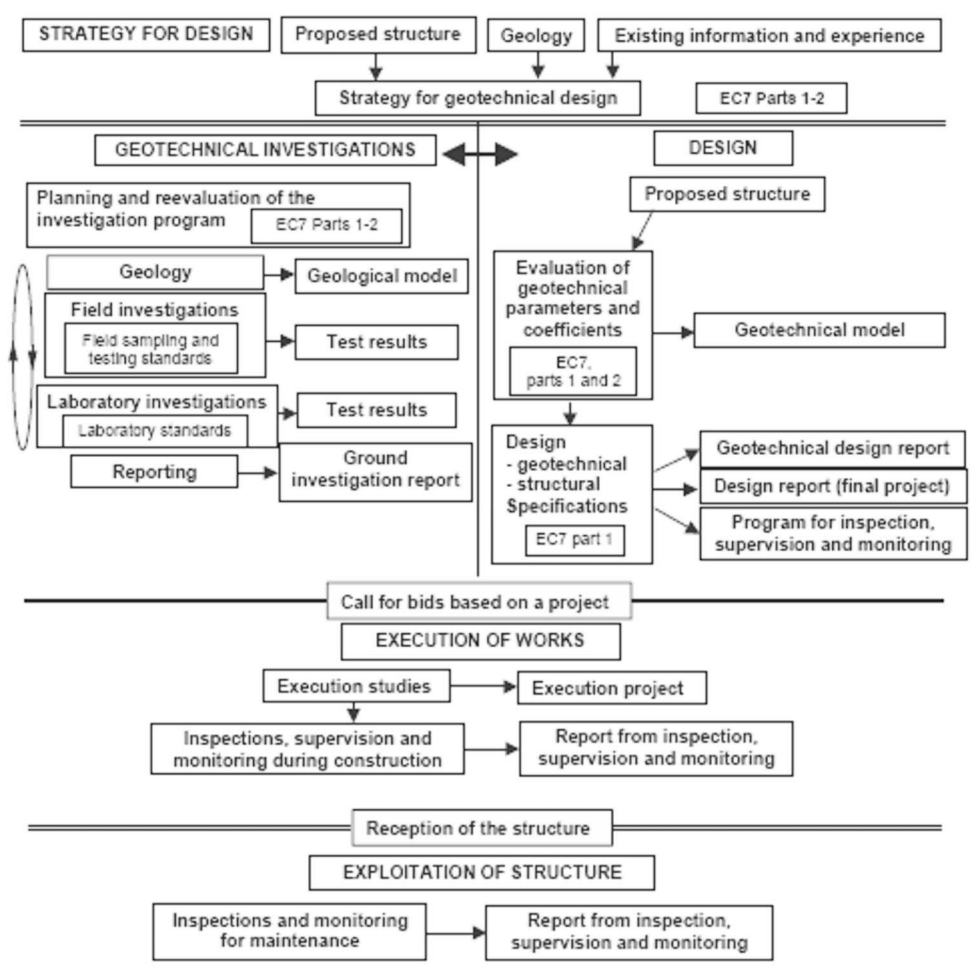 STRATEGY FOR DESIGN
Proposed structure
Geology
Existing information and experience
Strategy for geotechnical design
EC7 Parts 1-2
GEOTECHNICAL INVESTIGATIONS
Planning and reevaluation of the
investigation program
EC7 Parts 1-2
Geology
Geological model
Field investigations
Field sampling and
testing standards
Test results
Laboratory investigations
Laboratory standards
Test results
Reporting
Ground
investigation report
DESIGN
Proposed structure
Evaluation of
geotechnical
parameters and
coefficients
EC7,
parts 1 and 2
Geotechnical model
Design
- geotechnical
- structural
Specifications
EC7 part 1
Geotechnical design report
Design report (final project)
Program for inspection,
supervision and monitoring
Call for bids based on a project
EXECUTION OF WORKS
Execution studies
Execution project
Inspections, supervision and
monitoring during construction
Report from inspection,
supervision and monitoring
Reception of the structure
EXPLOITATION OF STRUCTURE
Inspections and monitoring
for maintenance
Report from inspection,
supervision and monitoring